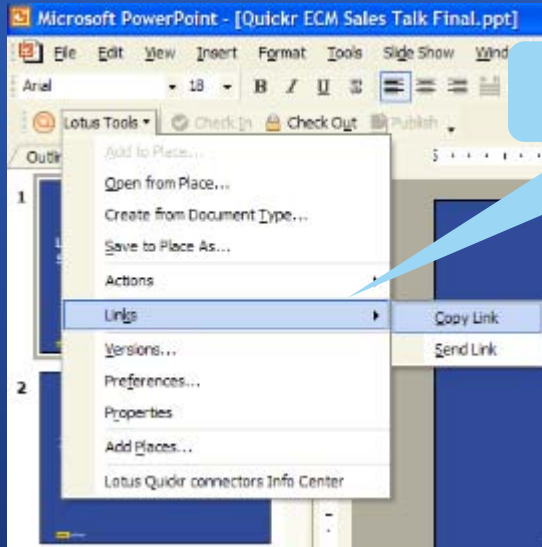 Microsoft PowerPoint - [Quickr ECM Sales Talk Final.ppt]
File Edit View Insert Format Tools Slide Show Wind
Arial 18 B I U S
Lotus Tools Check In Check Out Publish
Outlin
Add to Place...
Open from Place...
Create from Document Type...
Save to Place As...
Actions
Links
Copy Link
Send Link
Versions...
Preferences...
Properties
Add Places...
Lotus Quickr connectors Info Center
1
2
5